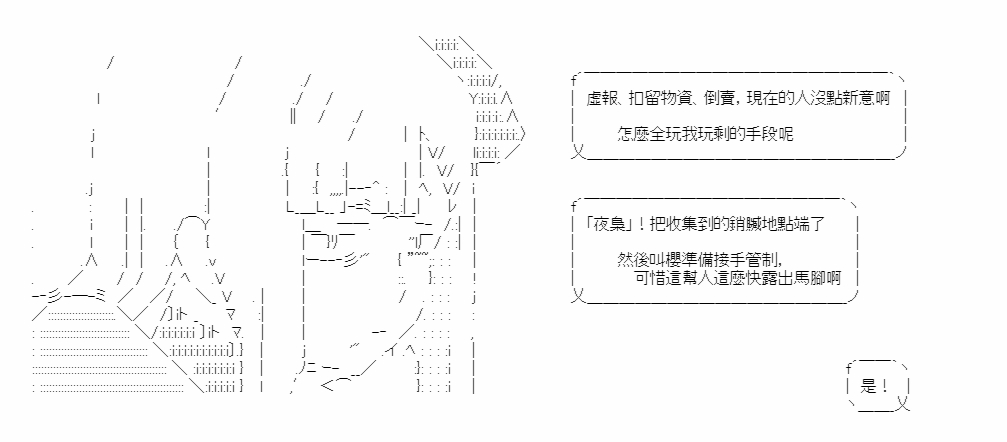 虛報、扣留物資、倒賣，現在的人沒點新意啊
怎麼全玩我玩剩的手段呢
「夜梟」！把收集到的銷贓地點端了
然後叫櫻準備接手管制，
可惜這幫人這麼快露出馬腳啊
是！